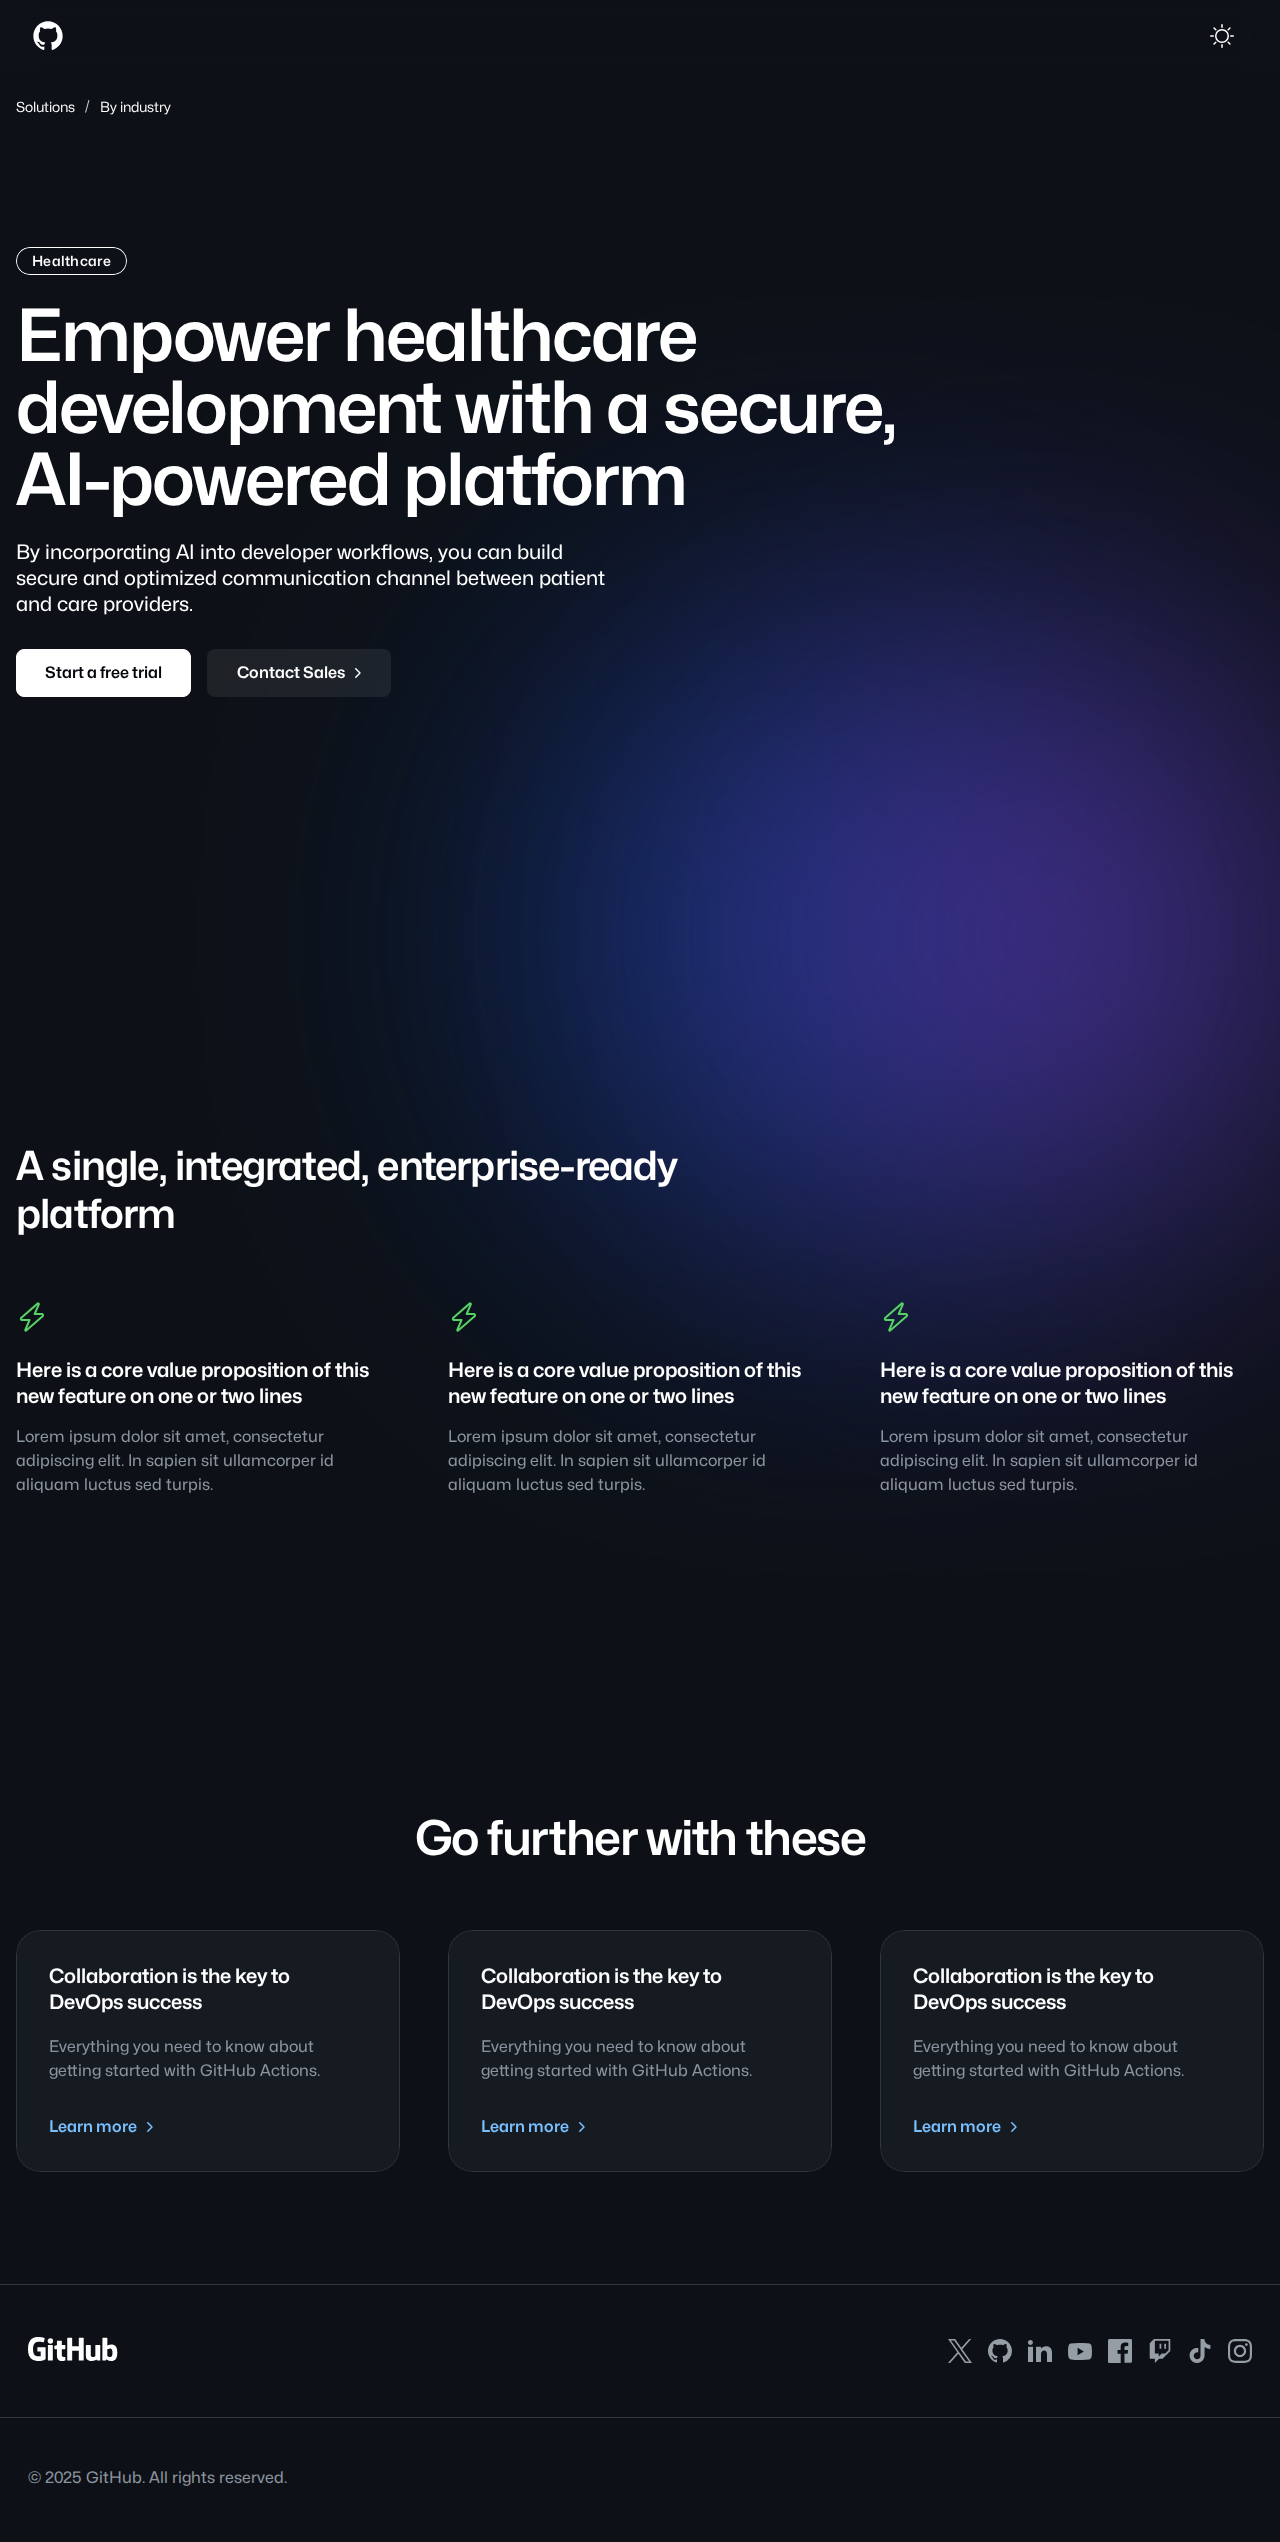 Solutions / By industry
Healthcare
Empower healthcare
development with a secure,
AI-powered platform
By incorporating AI into developer workflows, you can build
secure and optimized communication channel between patient
and care providers.
Start a free trial
Contact Sales
A single, integrated, enterprise-ready
platform
Here is a core value proposition of this
new feature on one or two lines
Lorem ipsum dolor sit amet, consectetur
adipiscing elit. In sapien sit ullamcorper id
aliquam luctus sed turpis.
Here is a core value proposition of this
new feature on one or two lines
Lorem ipsum dolor sit amet, consectetur
adipiscing elit. In sapien sit ullamcorper id
aliquam luctus sed turpis.
Here is a core value proposition of this
new feature on one or two lines
Lorem ipsum dolor sit amet, consectetur
adipiscing elit. In sapien sit ullamcorper id
aliquam luctus sed turpis.
Go further with these
Collaboration is the key to
DevOps success
Everything you need to know about
getting started with GitHub Actions.
Learn more
Collaboration is the key to
DevOps success
Everything you need to know about
getting started with GitHub Actions.
Learn more
Collaboration is the key to
DevOps success
Everything you need to know about
getting started with GitHub Actions.
Learn more
GitHub
© 2025 GitHub. All rights reserved.